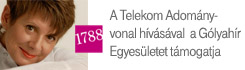 1788
A Telekom Adomány-
vonal hívásával a Gólyahír
Egyesületet támogatja